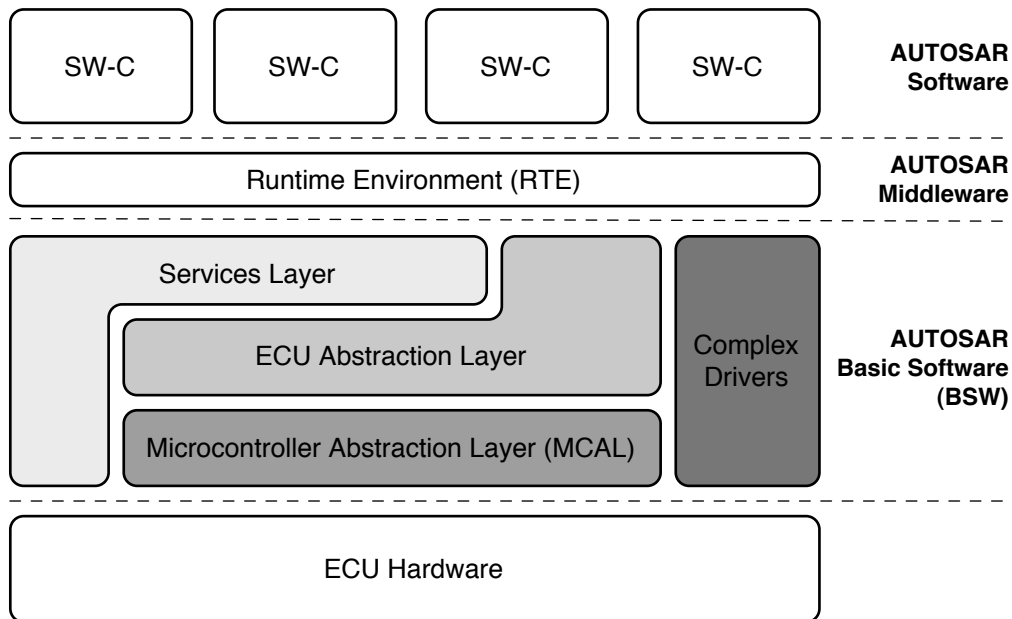 SW-C
SW-C
SW-C
SW-C
AUTOSAR
Software
Runtime Environment (RTE)
AUTOSAR
Middleware
Services Layer
ECU Abstraction Layer
Microcontroller Abstraction Layer (MCAL)
Complex
Drivers
AUTOSAR
Basic Software
(BSW)
ECU Hardware